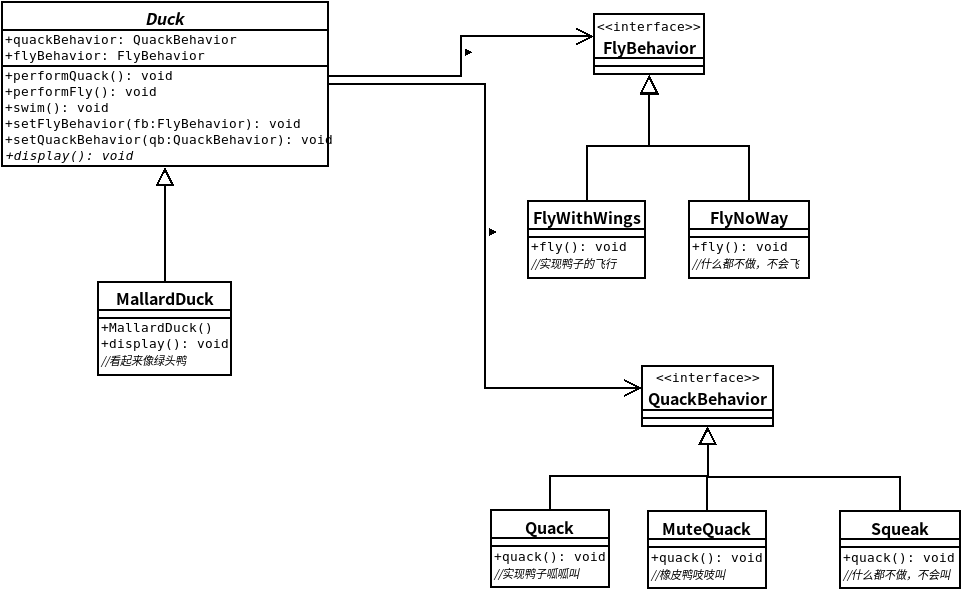 Duck
+quackBehavior: QuackBehavior
+flyBehavior: FlyBehavior
+performQuack(): void
+performFly(): void
+swim(): void
+setFlyBehavior(fb:FlyBehavior): void
+setQuackBehavior(qb:QuackBehavior): void
+display(): void
<<interface>>
FlyBehavior
FlyWithWings
+fly(): void
//实现鸭子的飞行
FlyNoWay
+fly(): void
//什么都不做，不会飞
MallardDuck
+MallardDuck()
+display(): void
//看起来像绿头鸭
<<interface>>
QuackBehavior
Quack
+quack(): void
//实现鸭子呱呱叫
MuteQuack
+quack(): void
//橡皮鸭吱吱叫
Squeak
+quack(): void
//什么都不做，不会叫